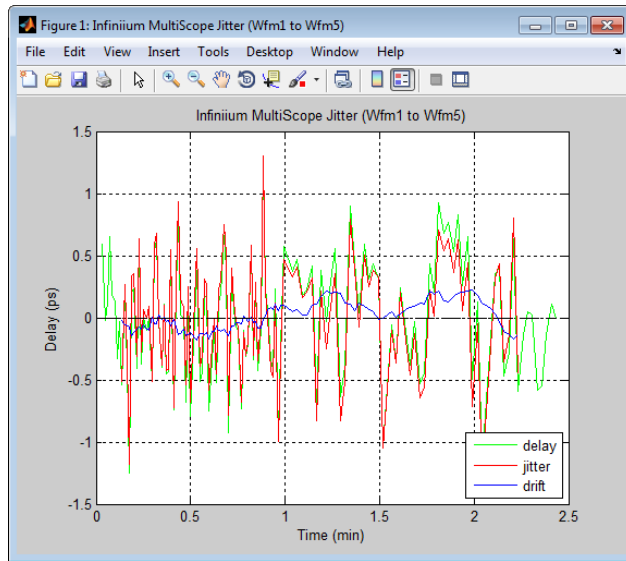 Figure 1: Infiniium MultiScope Jitter (Wfm1 to Wfm5)
File Edit View Insert Tools Desktop Window Help
Infiniium MultiScope Jitter (Wfm1 to Wfm5)
1.5
1
0.5
0
-0.5
-1
-1.5
Delay (ps)
0 0.5 1 1.5 2 2.5
Time (min)
delay
jitter
drift